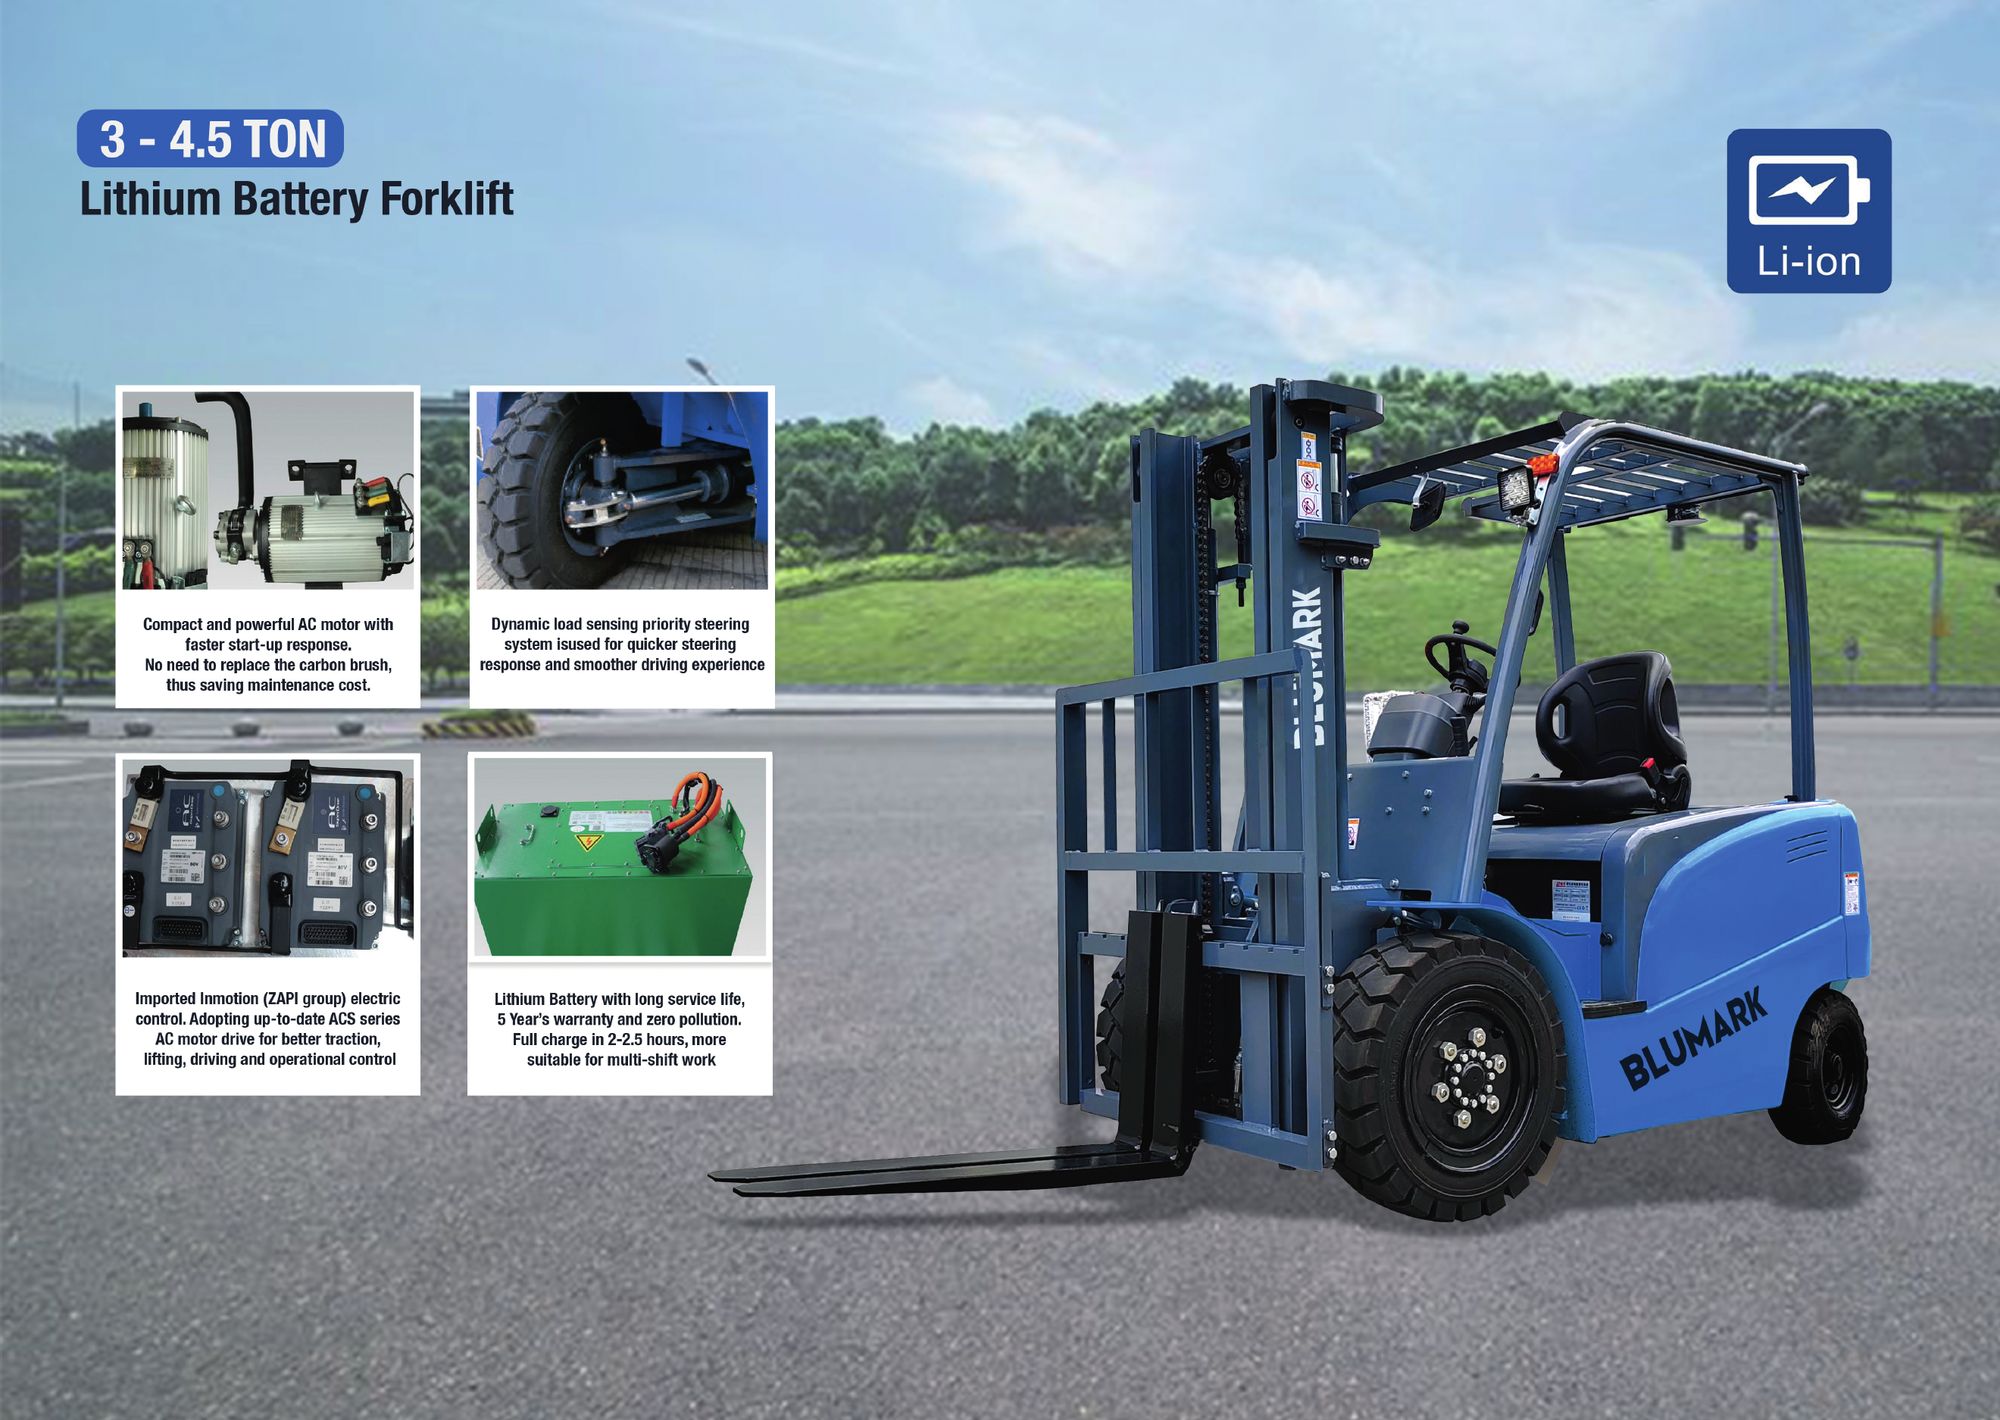 3 - 4.5 TON
Lithium Battery Forklift
Li-ion
Compact and powerful AC motor with
faster start-up response.
No need to replace the carbon brush,
thus saving maintenance cost.
Dynamic load sensing priority steering
system isused for quicker steering
response and smoother driving experience
Imported Inmotion (ZAPI group) electric
control. Adopting up-to-date ACS series
AC motor drive for better traction,
lifting, driving and operational control
Lithium Battery with long service life,
5 Year's warranty and zero pollution.
Full charge in 2-2.5 hours, more
suitable for multi-shift work
AC
80V
AC
80V
BLUMARK
BLUMARK